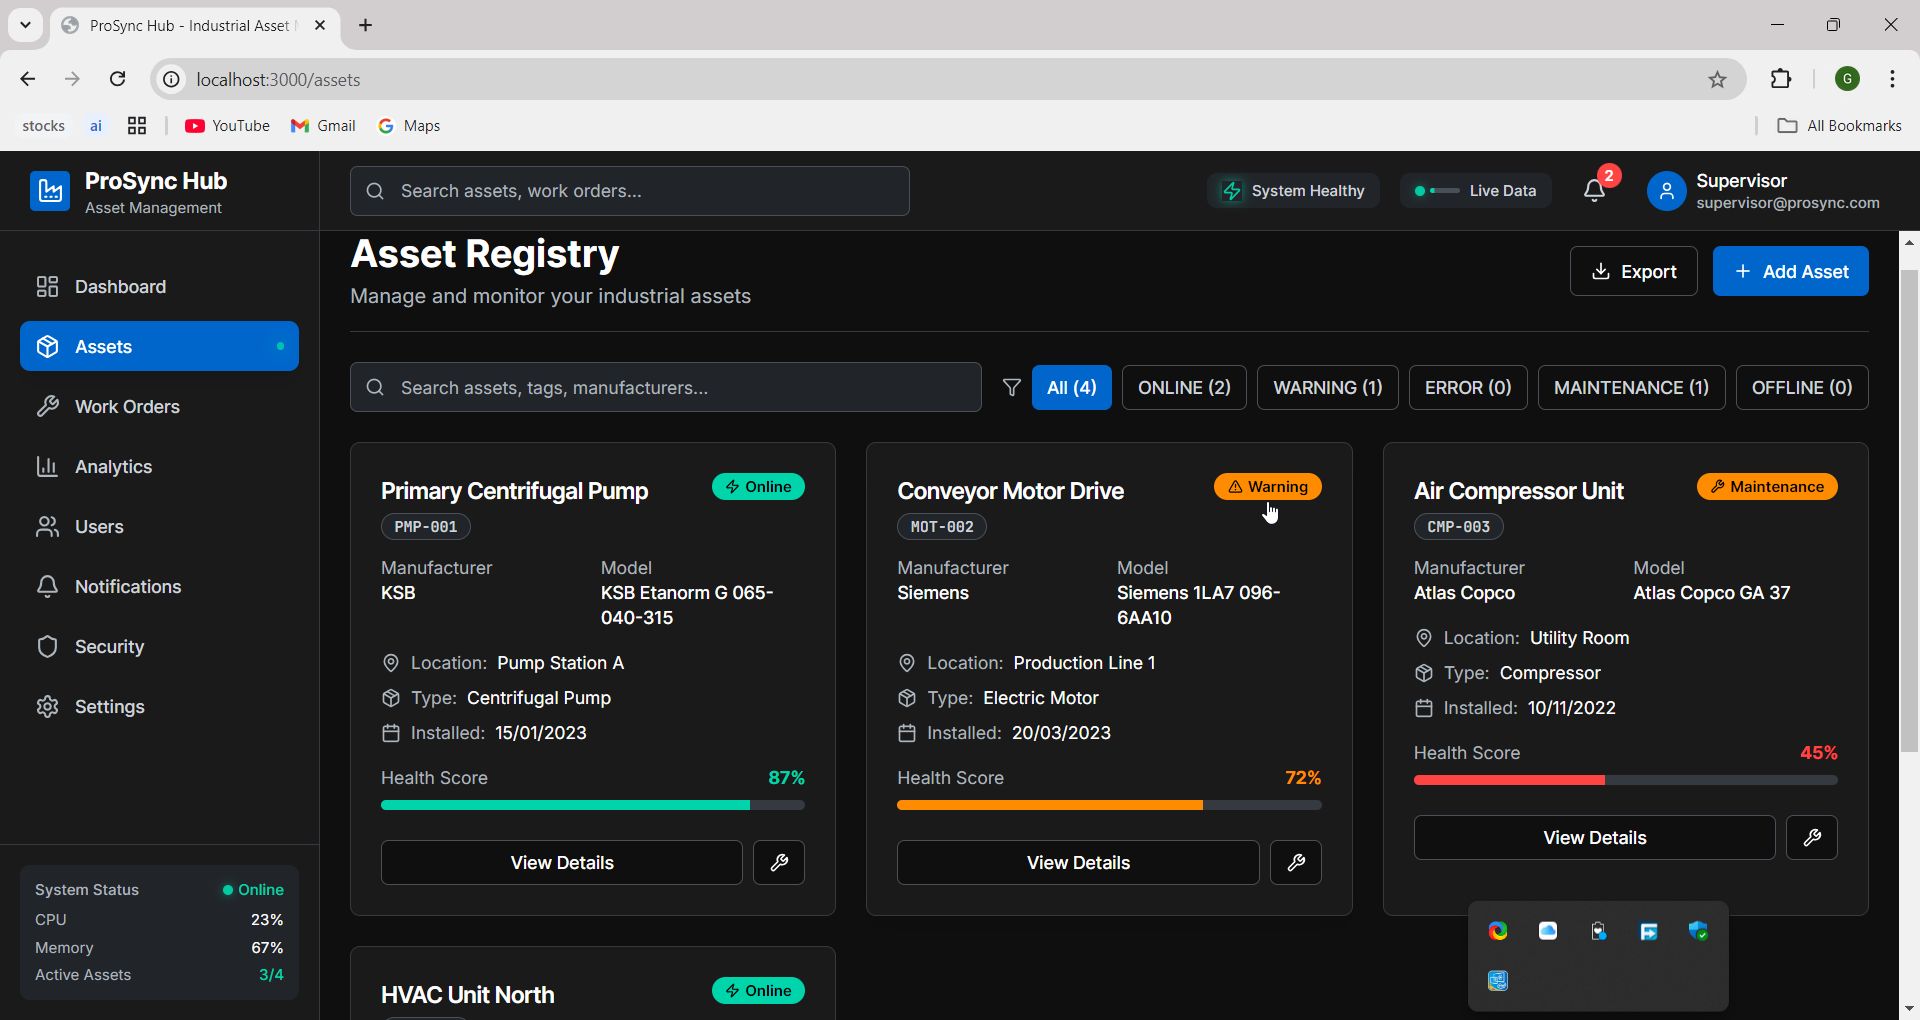 ProSync Hub - Industrial Asset
localhost:3000/assets
stocks ai YouTube Gmail Maps All Bookmarks
ProSync Hub
Asset Management
Search assets, work orders...
System Healthy
Live Data
2
Supervisor
supervisor@prosync.com
G
Dashboard
Assets
Work Orders
Analytics
Users
Notifications
Security
Settings
System Status Online
CPU 23%
Memory 67%
Active Assets 3/4
Asset Registry
Manage and monitor your industrial assets
Export
Add Asset
Search assets, tags, manufacturers...
All (4) ONLINE (2) WARNING (1) ERROR (0) MAINTENANCE (1) OFFLINE (0)
Primary Centrifugal Pump Online
PMP-001
Manufacturer Model
KSB KSB Etanorm G 065-
040-315
Location: Pump Station A
Type: Centrifugal Pump
Installed: 15/01/2023
Health Score 87%
View Details
Conveyor Motor Drive Warning
MOT-002
Manufacturer Model
Siemens Siemens 1LA7 096-
6AA10
Location: Production Line 1
Type: Electric Motor
Installed: 20/03/2023
Health Score 72%
View Details
Air Compressor Unit Maintenance
CMP-003
Manufacturer Model
Atlas Copco Atlas Copco GA 37
Location: Utility Room
Type: Compressor
Installed: 10/11/2022
Health Score 45%
View Details
HVAC Unit North Online